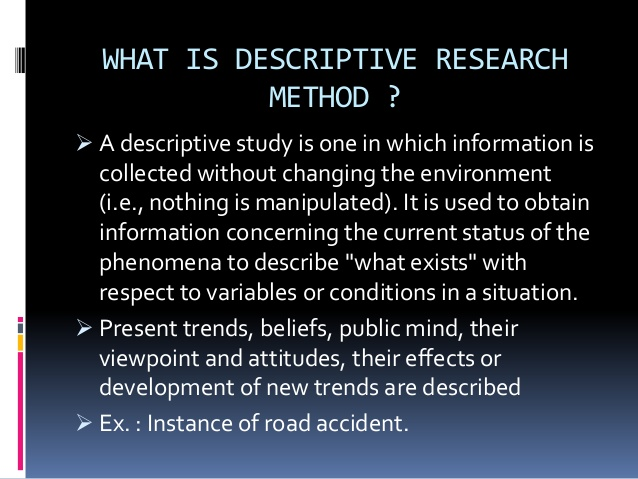 WHAT IS DESCRIPTIVE RESEARCH
METHOD ?
➢ A descriptive study is one in which information is
collected without changing the environment
(i.e., nothing is manipulated). It is used to obtain
information concerning the current status of the
phenomena to describe "what exists" with
respect to variables or conditions in a situation.
➢ Present trends, beliefs, public mind, their
viewpoint and attitudes, their effects or
development of new trends are described
➢ Ex. : Instance of road accident.